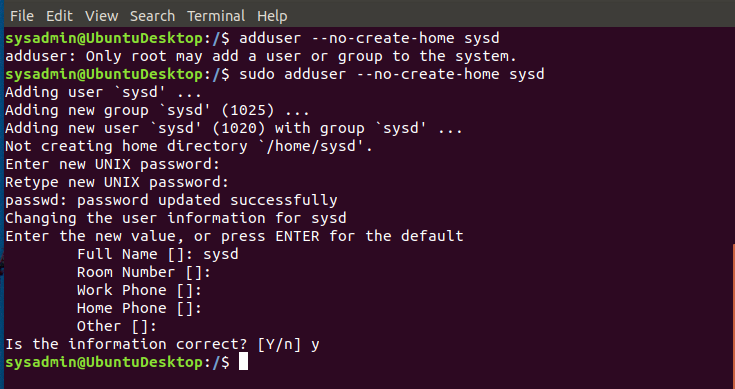 File Edit View Search Terminal Help
sysadmin@UbuntuDesktop:/$ adduser --no-create-home sysd
adduser: Only root may add a user or group to the system.
sysadmin@UbuntuDesktop:/$ sudo adduser --no-create-home sysd
Adding user `sysd' ...
Adding new group `sysd' (1025) ...
Adding new user `sysd' (1020) with group `sysd' ...
Not creating home directory `/home/sysd'.
Enter new UNIX password:
Retype new UNIX password:
passwd: password updated successfully
Changing the user information for sysd
Enter the new value, or press ENTER for the default
        Full Name []: sysd
        Room Number []:
        Work Phone []:
        Home Phone []:
        Other []:
Is the information correct? [Y/n] y
sysadmin@UbuntuDesktop:/$